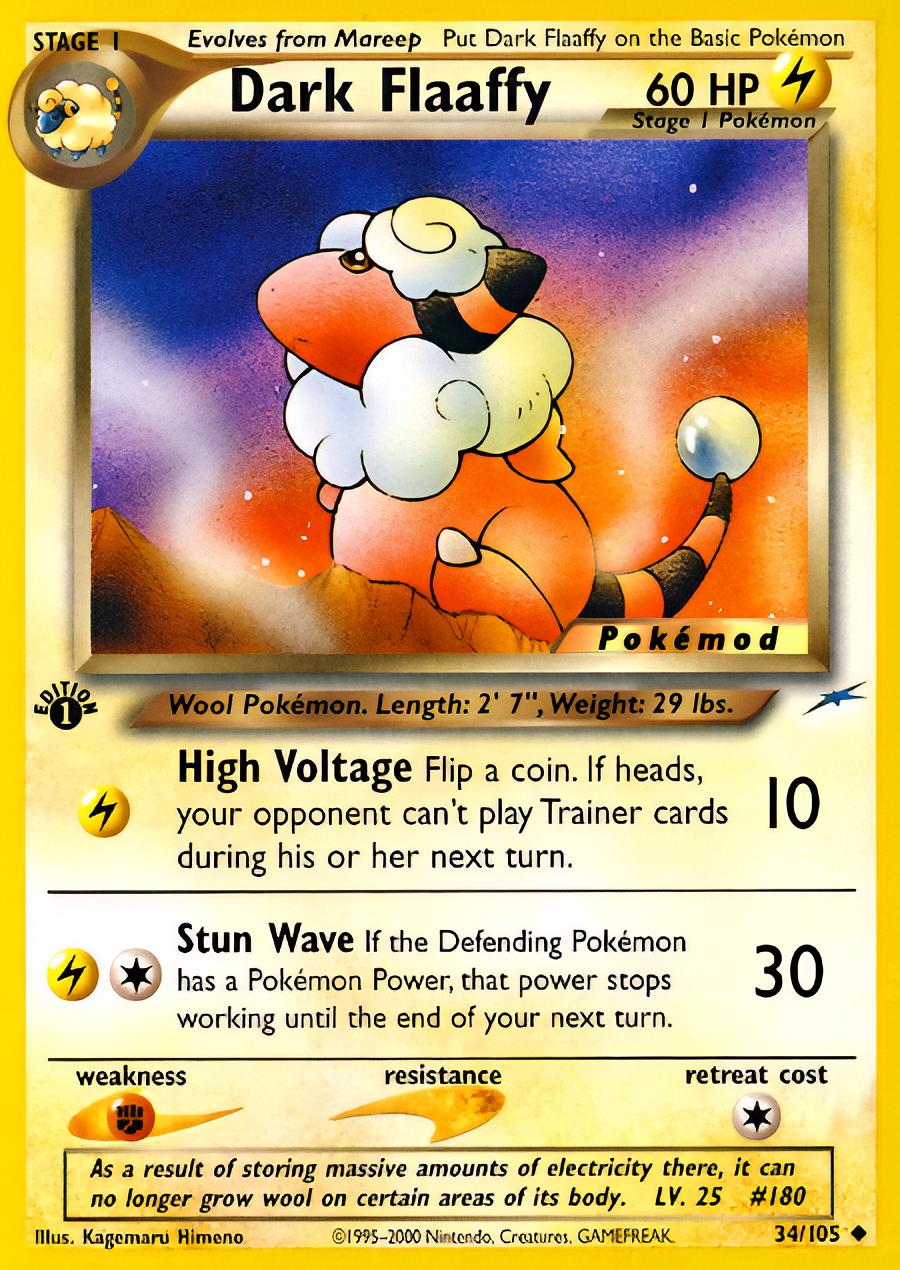 STAGE 1
Evolves from Mareep Put Dark Flaaffy on the Basic Pokémon
Dark Flaaffy 60 HP
Stage 1 Pokémon
Pokémod
EDITION
1
Wool Pokémon. Length: 2' 7", Weight: 29 lbs.
High Voltage Flip a coin. If heads,
your opponent can't play Trainer cards
during his or her next turn.
10
Stun Wave If the Defending Pokémon
has a Pokémon Power, that power stops
working until the end of your next turn.
30
weakness resistance retreat cost
As a result of storing massive amounts of electricity there, it can
no longer grow wool on certain areas of its body. LV. 25 #180
Illus. Kagemaru Himeno ©1995-2000 Nintendo, Creatures, GAMEFREAK. 34/105